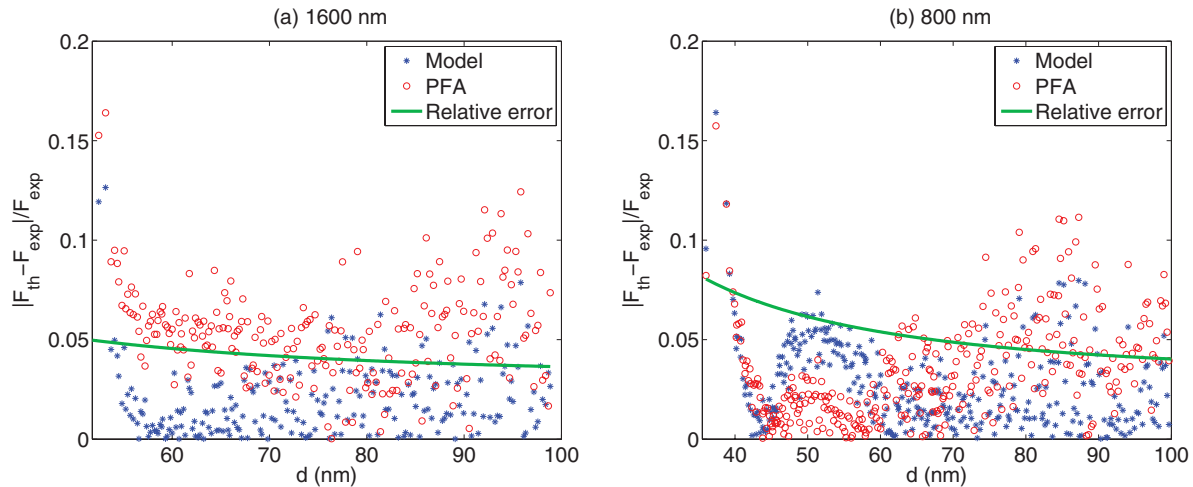 (a) 1600 nm
0.2
0.15
0.1
0.05
0
60
70
80
90
100
d (nm)
|F_th−F_exp|/F_exp
Model
PFA
Relative error
(b) 800 nm
0.2
0.15
0.1
0.05
0
40
50
60
70
80
90
100
d (nm)
|F_th−F_exp|/F_exp
Model
PFA
Relative error